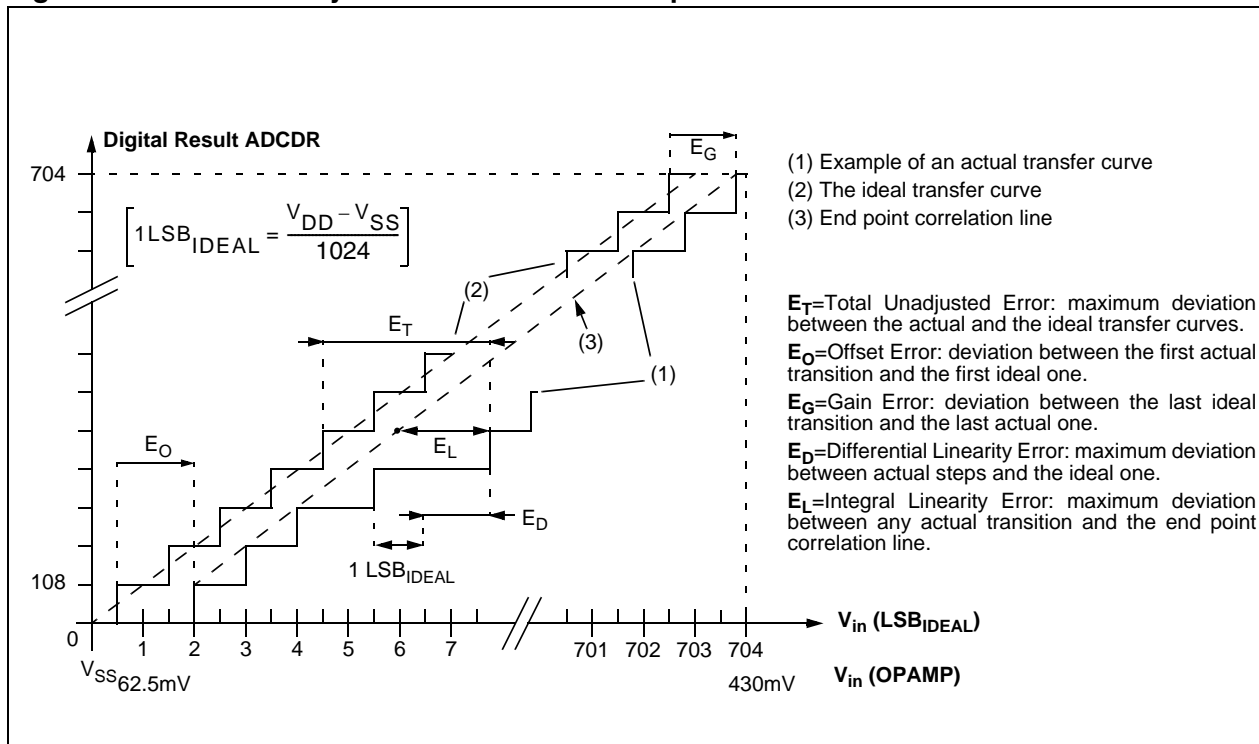 Digital Result ADCDR
704
1LSB_IDEAL = (V_DD – V_SS) / 1024
E_G
(1) Example of an actual transfer curve
(2) The ideal transfer curve
(3) End point correlation line
(2)
E_T
(3)
(1)
E_T=Total Unadjusted Error: maximum deviation
between the actual and the ideal transfer curves.
E_O=Offset Error: deviation between the first actual
transition and the first ideal one.
E_G=Gain Error: deviation between the last ideal
transition and the last actual one.
E_D=Differential Linearity Error: maximum deviation
between actual steps and the ideal one.
E_L=Integral Linearity Error: maximum deviation
between any actual transition and the end point
correlation line.
E_O
E_L
E_D
1 LSB_IDEAL
108
0 1 2 3 4 5 6 7 701 702 703 704
V_in (LSB_IDEAL)
V_SS 62.5mV 430mV V_in (OPAMP)